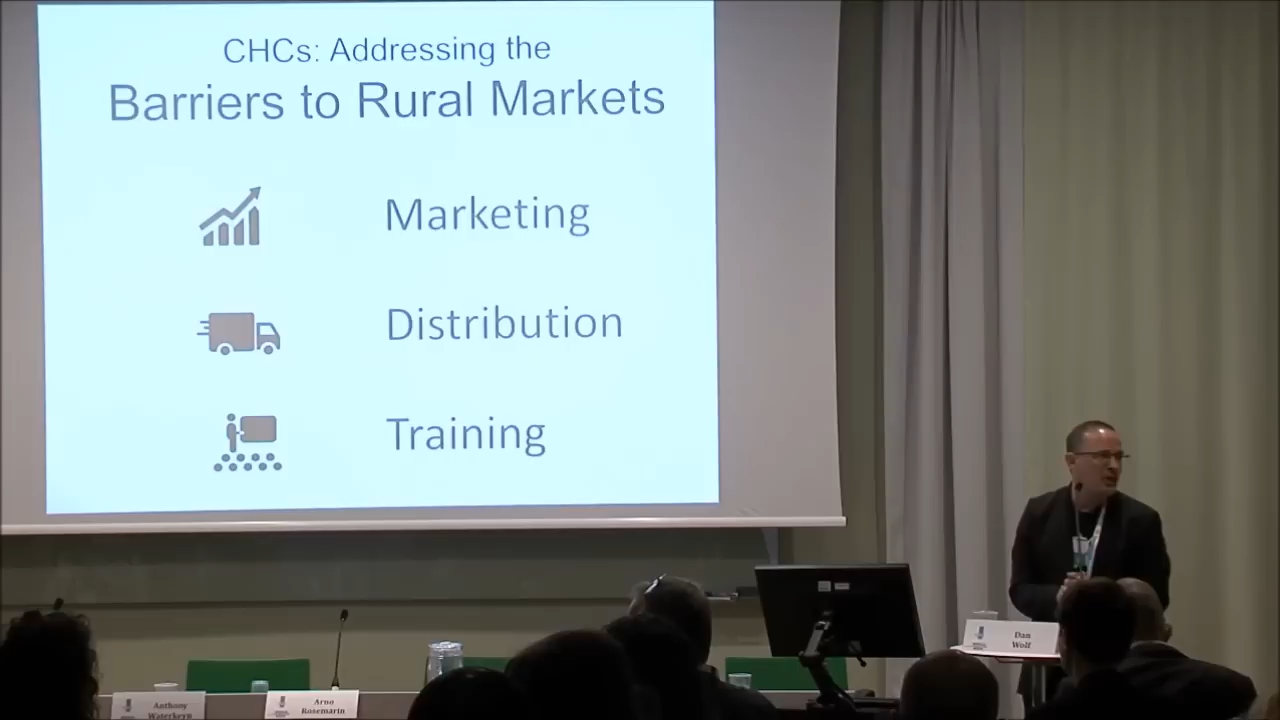 CHCs: Addressing the
Barriers to Rural Markets
Marketing
Distribution
Training
Dan
Wolf
Anthony
Waterkeyn
Arno
Rosemarin